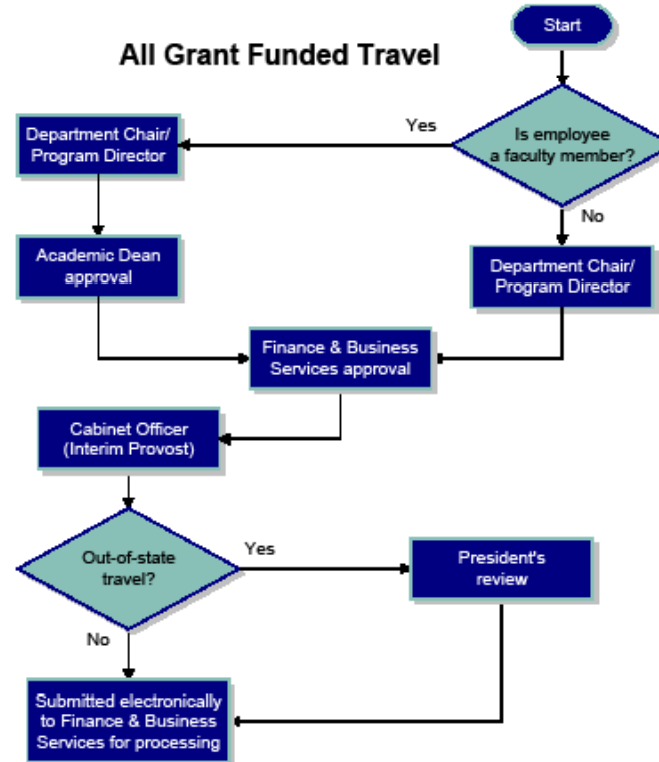 Start
All Grant Funded Travel
Is employee
a faculty member?
Yes
No
Department Chair/
Program Director
Academic Dean
approval
Department Chair/
Program Director
Finance & Business
Services approval
Cabinet Officer
(Interim Provost)
Out-of-state
travel?
Yes
President's
review
No
Submitted electronically
to Finance & Business
Services for processing